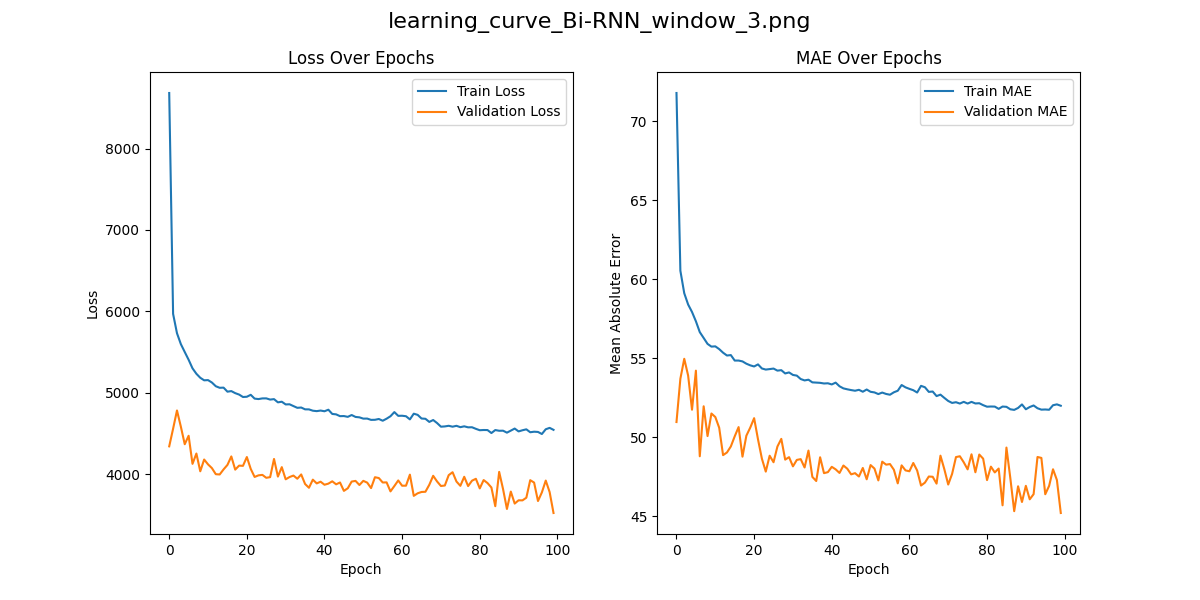 learning_curve_Bi-RNN_window_3.png
Loss Over Epochs
Train Loss
Validation Loss
8000
7000
6000
5000
4000
Loss
0 20 40 60 80 100
Epoch
MAE Over Epochs
Train MAE
Validation MAE
70
65
60
55
50
45
Mean Absolute Error
0 20 40 60 80 100
Epoch